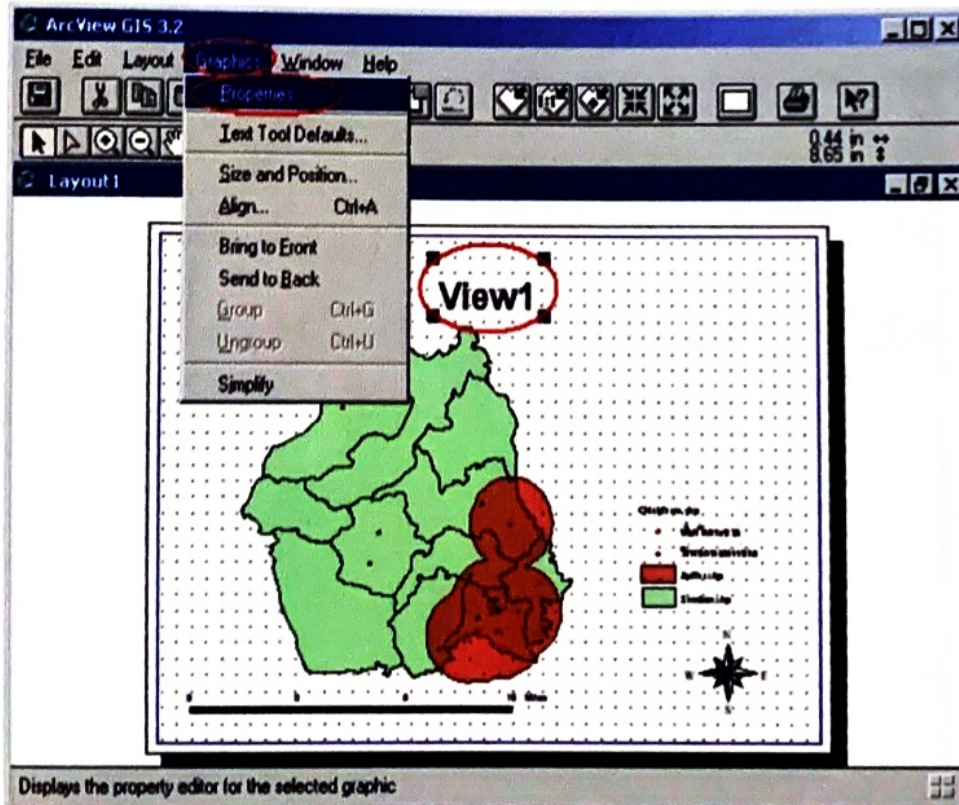 ArcView GIS 3.2
File Edit Layout Graphics Window Help
Properties...
Text Tool Defaults...
0.44 in
8.65 in
Layout1
Size and Position...
Align... Ctrl+A
Bring to Front
Send to Back
Group Ctrl+G
Ungroup Ctrl+U
Simplify
View1
N
W E
S
0
10
Displays the property editor for the selected graphic